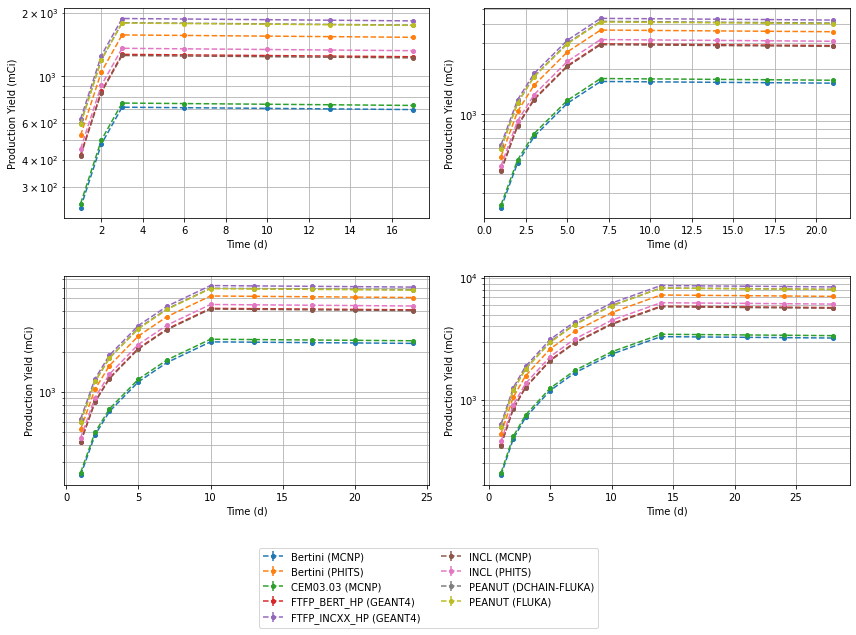 Production Yield (mCi)
2 × 10³
10³
6 × 10²
4 × 10²
3 × 10²
2 4 6 8 10 12 14 16
Time (d)
Production Yield (mCi)
10³
0.0 2.5 5.0 7.5 10.0 12.5 15.0 17.5 20.0
Time (d)
Production Yield (mCi)
10³
0 5 10 15 20 25
Time (d)
Production Yield (mCi)
10⁴
10³
0 5 10 15 20 25
Time (d)
Bertini (MCNP)
Bertini (PHITS)
CEM03.03 (MCNP)
FTFP_BERT_HP (GEANT4)
FTFP_INCXX_HP (GEANT4)
INCL (MCNP)
INCL (PHITS)
PEANUT (DCHAIN-FLUKA)
PEANUT (FLUKA)